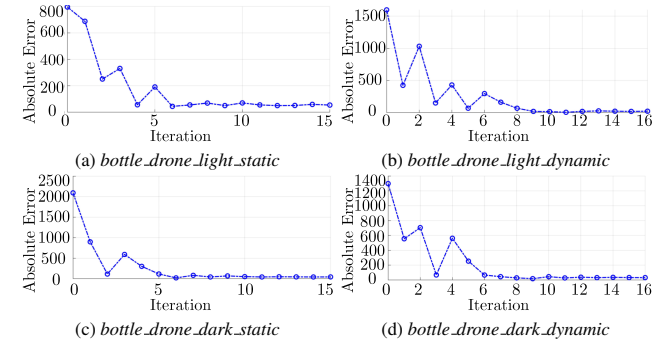 800
600
400
200
0
0 5 10 15
Absolute Error
Iteration
(a) bottle_drone_light_static
1500
1000
500
0
0 2 4 6 8 10 12 14 16
Absolute Error
Iteration
(b) bottle_drone_light_dynamic
2500
2000
1500
1000
500
0
0 5 10 15
Absolute Error
Iteration
(c) bottle_drone_dark_static
1400
1200
1000
800
600
400
200
0
0 2 4 6 8 10 12 14 16
Absolute Error
Iteration
(d) bottle_drone_dark_dynamic